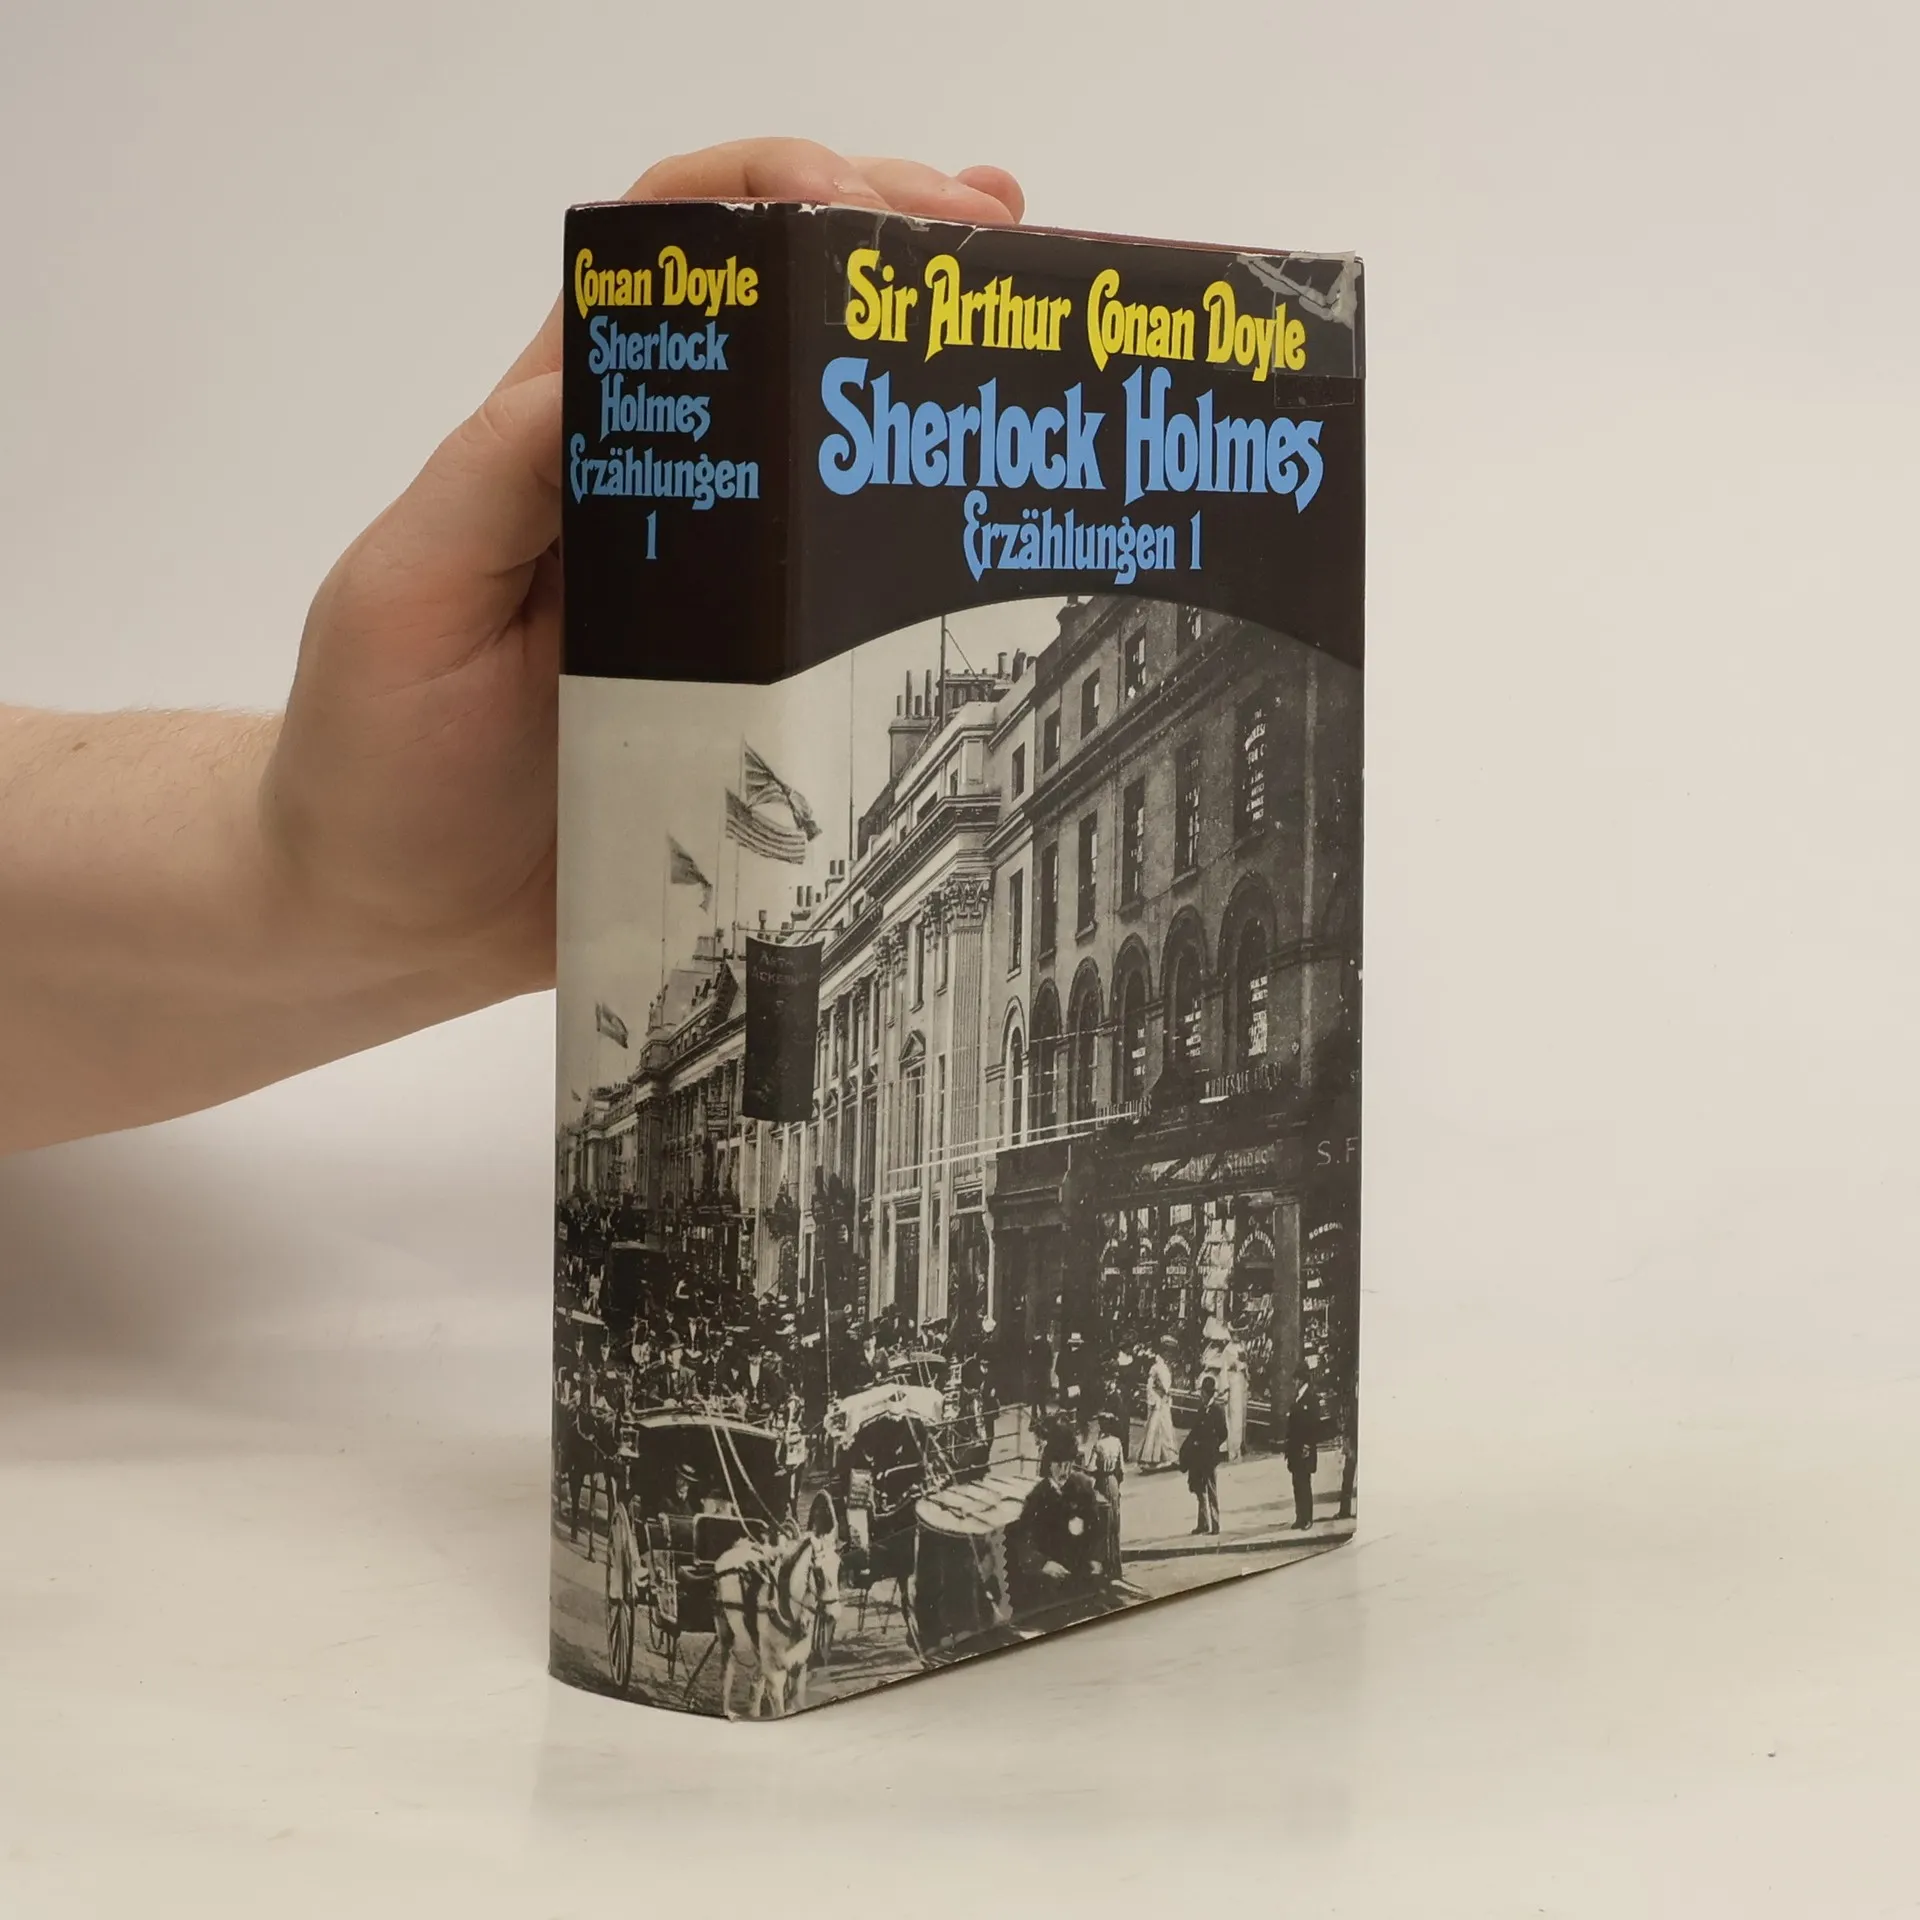 Conan Doyle
Sherlock
Holmes
Erzählungen
1
Sir Arthur Conan Doyle
Sherlock Holmes
Erzählungen 1
S.F